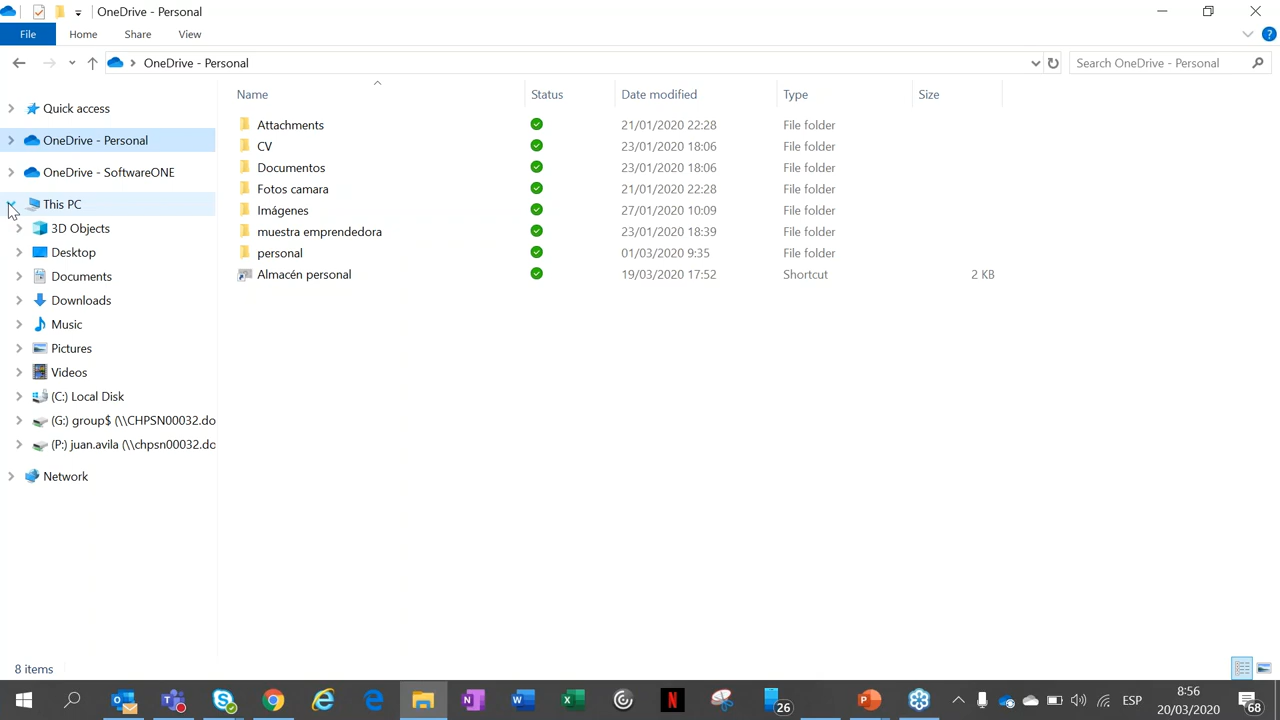 OneDrive - Personal
File Home Share View
OneDrive - Personal
Search OneDrive - Personal
Name Status Date modified Type Size
Quick access
OneDrive - Personal
OneDrive - SoftwareONE
This PC
3D Objects
Desktop
Documents
Downloads
Music
Pictures
Videos
(C:) Local Disk
(G:) group$ (\\CHPSN00032.do
(P:) juan.avila (\\chpsn00032.do
Network
Attachments 21/01/2020 22:28 File folder
CV 23/01/2020 18:06 File folder
Documentos 23/01/2020 18:06 File folder
Fotos camara 21/01/2020 22:28 File folder
Imágenes 27/01/2020 10:09 File folder
muestra emprendedora 23/01/2020 18:39 File folder
personal 01/03/2020 9:35 File folder
Almacén personal 19/03/2020 17:52 Shortcut 2 KB
8 items
26
ESP
8:56
20/03/2020
68